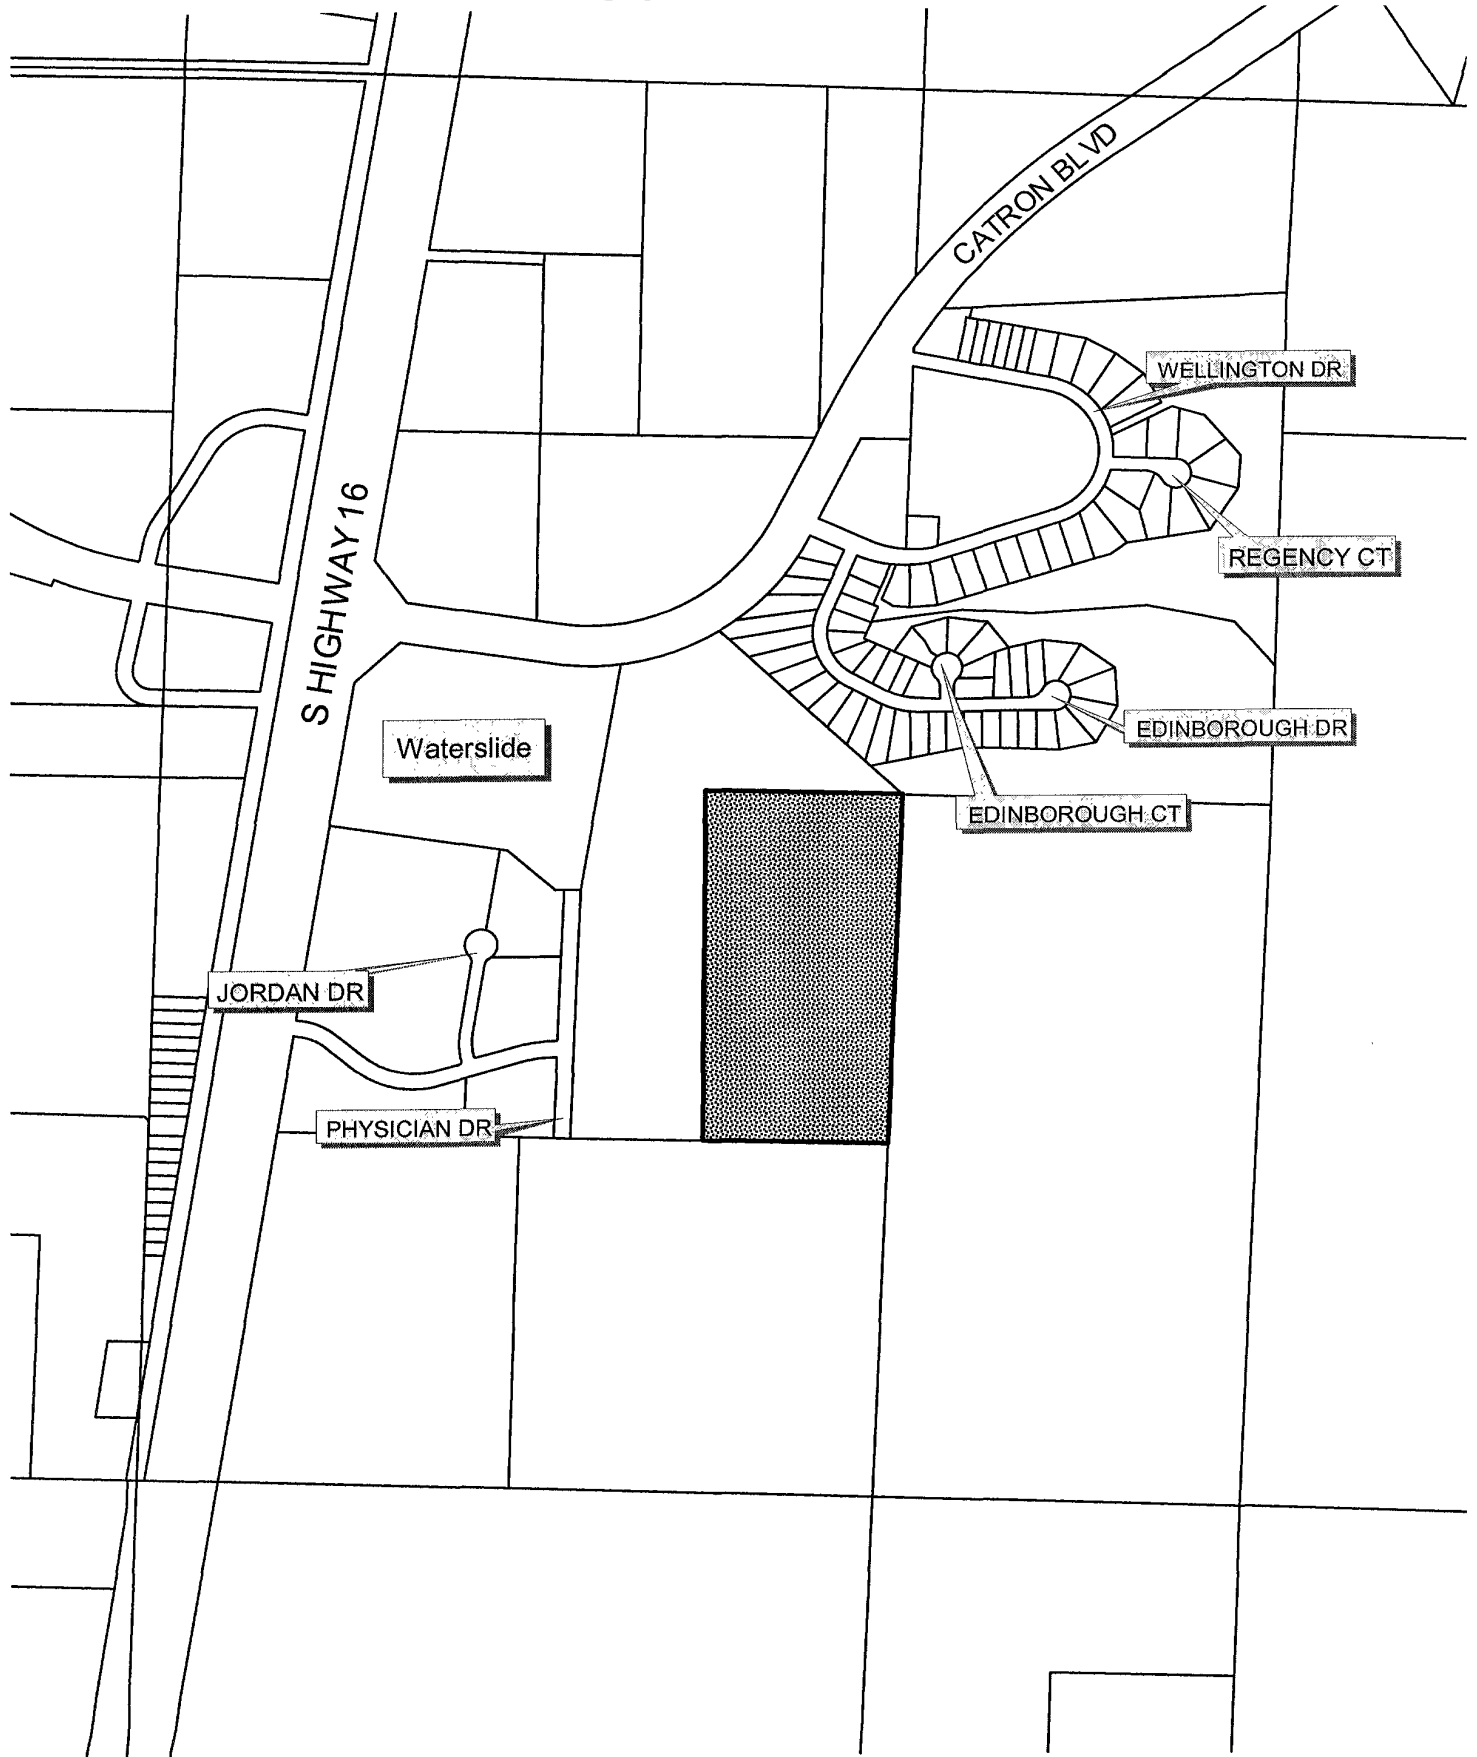 CATRON BLVD
WELLINGTON DR
S HIGHWAY 16
REGENCY CT
EDINBOROUGH DR
Waterslide
EDINBOROUGH CT
JORDAN DR
PHYSICIAN DR